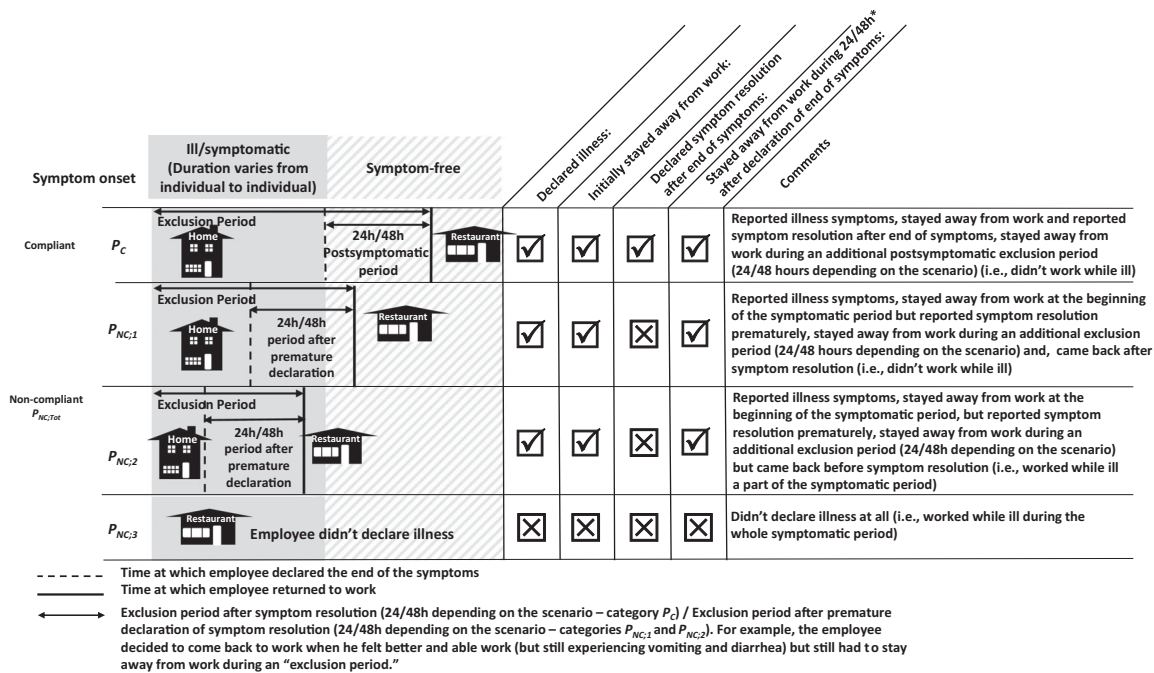 Declared illness:
Initially stayed away from work:
Declared symptom resolution
after end of symptoms:
Stayed away from work during 24/48h*
after declaration of end of symptoms:
Comments
Symptom onset
Ill/symptomatic
(Duration varies from
individual to individual)
Symptom-free
Compliant
P_C
Exclusion Period
Home
24h/48h
Postsymptomatic
period
Restaurant
Reported illness symptoms, stayed away from work and reported
symptom resolution after end of symptoms, stayed away from
work during an additional postsymptomatic exclusion period
(24/48 hours depending on the scenario) (i.e., didn't work while ill)
P_NC;1
Exclusion Period
Home
24h/48h
period after
premature
declaration
Restaurant
Reported illness symptoms, stayed away from work at the beginning
of the symptomatic period but reported symptom resolution
prematurely, stayed away from work during an additional exclusion
period (24/48 hours depending on the scenario) and, came back after
symptom resolution (i.e., didn't work while ill)
Non-compliant
P_NC;Tot
P_NC;2
Exclusion Period
Home
24h/48h
period after
premature
declaration
Restaurant
Reported illness symptoms, stayed away from work at the
beginning of the symptomatic period, but reported symptom
resolution prematurely, stayed away from work during an
additional exclusion period (24/48h depending on the scenario)
but came back before symptom resolution (i.e., worked while ill
a part of the symptomatic period)
P_NC;3
Restaurant
Employee didn't declare illness
Didn't declare illness at all (i.e., worked while ill during the
whole symptomatic period)
Time at which employee declared the end of the symptoms
Time at which employee returned to work
Exclusion period after symptom resolution (24/48h depending on the scenario – category P_C) / Exclusion period after premature
declaration of symptom resolution (24/48h depending on the scenario – categories P_NC;1 and P_NC;2). For example, the employee
decided to come back to work when he felt better and able work (but still experiencing vomiting and diarrhea) but still had to stay
away from work during an "exclusion period."